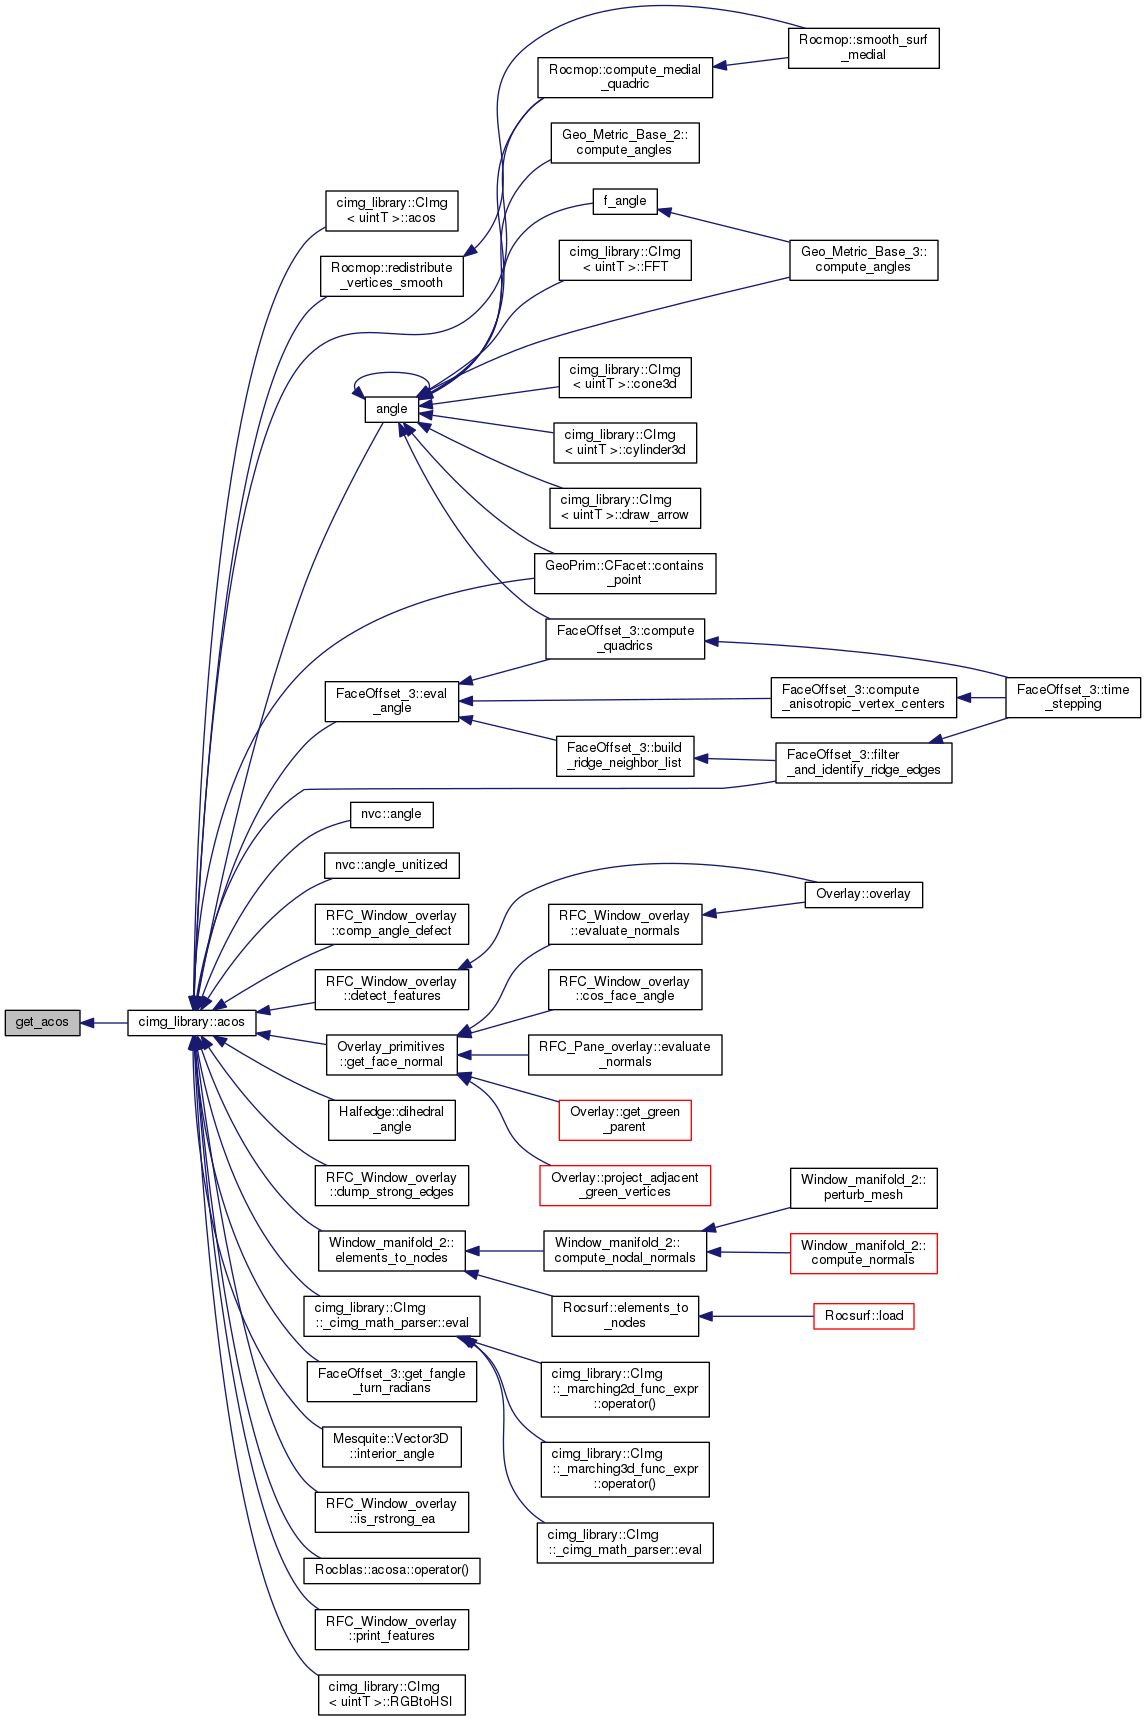 Rocmop::smooth_surf
_medial
Rocmop::compute_medial
_quadric
Geo_Metric_Base_2::
compute_angles
cimg_library::CImg
< uintT >::acos
f_angle
Rocmop::redistribute
_vertices_smooth
cimg_library::CImg
< uintT >::FFT
Geo_Metric_Base_3::
compute_angles
cimg_library::CImg
< uintT >::cone3d
angle
cimg_library::CImg
< uintT >::cylinder3d
cimg_library::CImg
< uintT >::draw_arrow
GeoPrim::CFacet::contains
_point
FaceOffset_3::compute
_quadrics
FaceOffset_3::eval
_angle
FaceOffset_3::compute
_anisotropic_vertex_centers
FaceOffset_3::time
_stepping
FaceOffset_3::build
_ridge_neighbor_list
FaceOffset_3::filter
_and_identify_ridge_edges
nvc::angle
nvc::angle_unitized
Overlay::overlay
RFC_Window_overlay
::comp_angle_defect
RFC_Window_overlay
::evaluate_normals
RFC_Window_overlay
::detect_features
RFC_Window_overlay
::cos_face_angle
get_acos
cimg_library::acos
Overlay_primitives
::get_face_normal
RFC_Pane_overlay::evaluate
_normals
Halfedge::dihedral
_angle
Overlay::get_green
_parent
RFC_Window_overlay
::dump_strong_edges
Overlay::project_adjacent
_green_vertices
Window_manifold_2::
perturb_mesh
Window_manifold_2::
elements_to_nodes
Window_manifold_2::
compute_nodal_normals
Window_manifold_2::
compute_normals
cimg_library::CImg
::_cimg_math_parser::eval
Rocsurf::elements_to
_nodes
Rocsurf::load
FaceOffset_3::get_fangle
_turn_radians
cimg_library::CImg
::_marching2d_func_expr
::operator()
Mesquite::Vector3D
::interior_angle
cimg_library::CImg
::_marching3d_func_expr
::operator()
RFC_Window_overlay
::is_rstrong_ea
cimg_library::CImg
::_cimg_math_parser::eval
Rocblas::acosa::operator()
RFC_Window_overlay
::print_features
cimg_library::CImg
< uintT >::RGBtoHSI